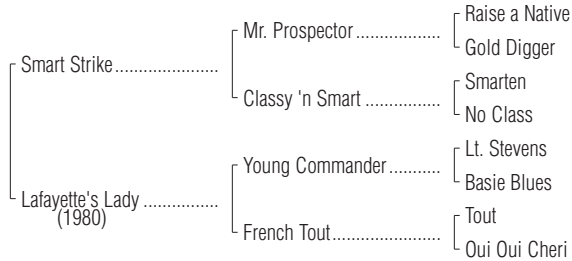 Raise a Native
Mr. Prospector..................
Gold Digger
Smart Strike......................
Smarten
Classy 'n Smart ................
No Class
Lt. Stevens
Young Commander...........
Basie Blues
Lafayette's Lady ................
(1980)
Tout
French Tout.......................
Oui Oui Cheri